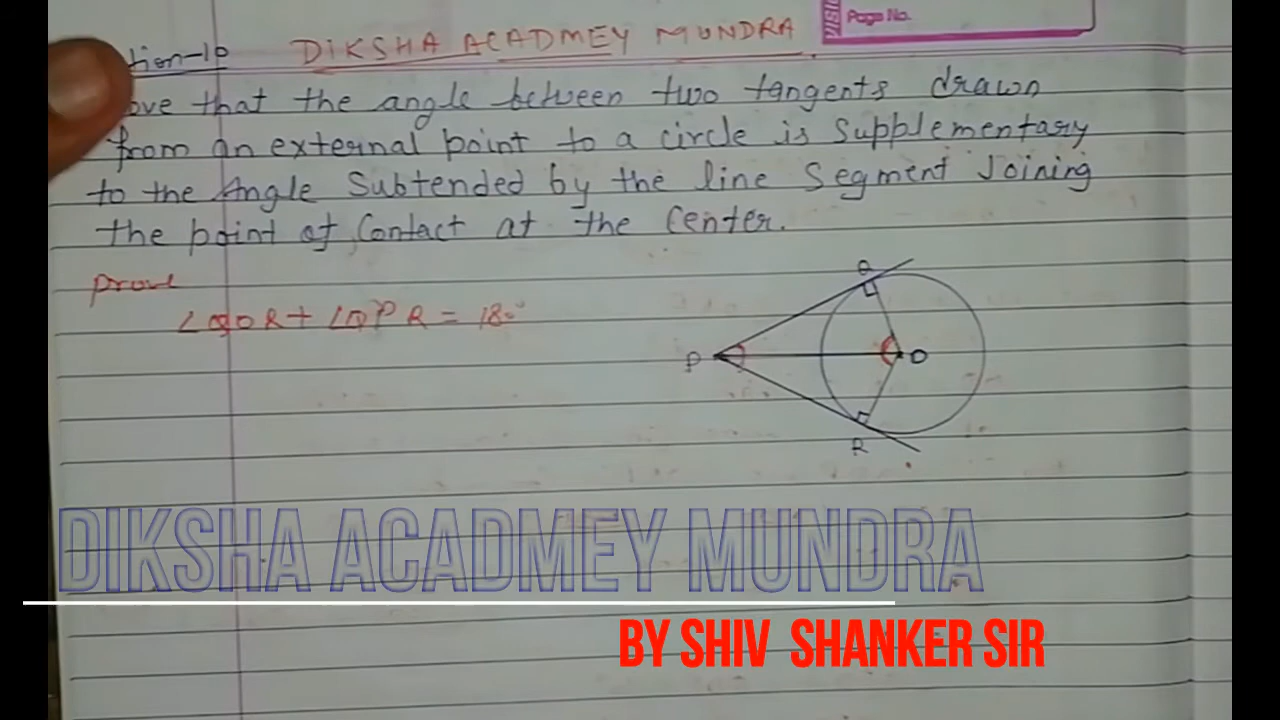 tion-10 DIKSHA ACADMEY MUNDRA
Page No.
ove that the angle between two tangents drawn
from an external point to a circle is Supplementary
to the Angle Subtended by the line Segment Joining
the point of Contact at the Center.
Prove
∠QOR + ∠QPR = 180°
Q
P
O
R
DIKSHA ACADMEY MUNDRA
BY SHIV SHANKER SIR